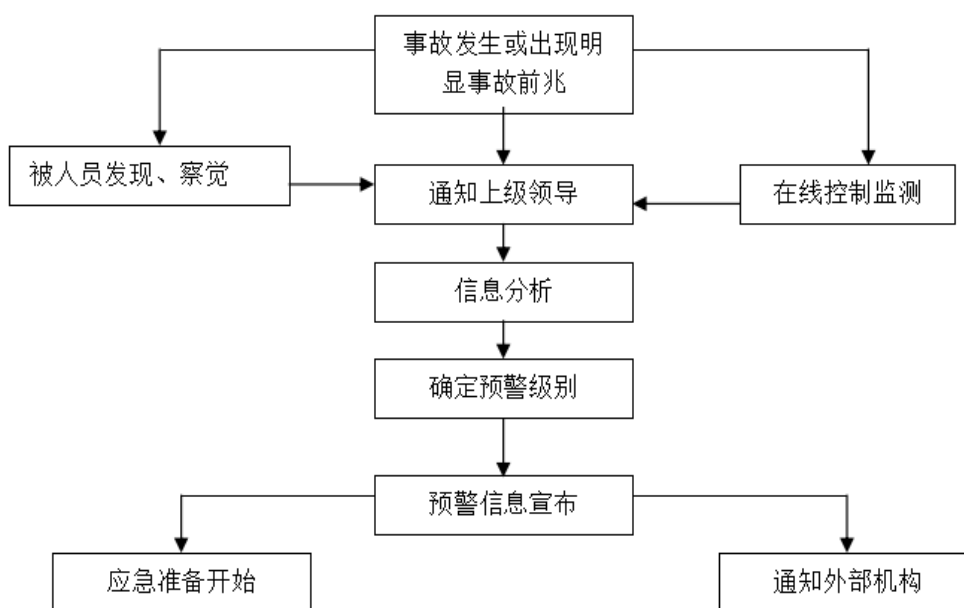 事故发生或出现明
显事故前兆
被人员发现、察觉
通知上级领导
在线控制监测
信息分析
确定预警级别
预警信息宣布
应急准备开始
通知外部机构